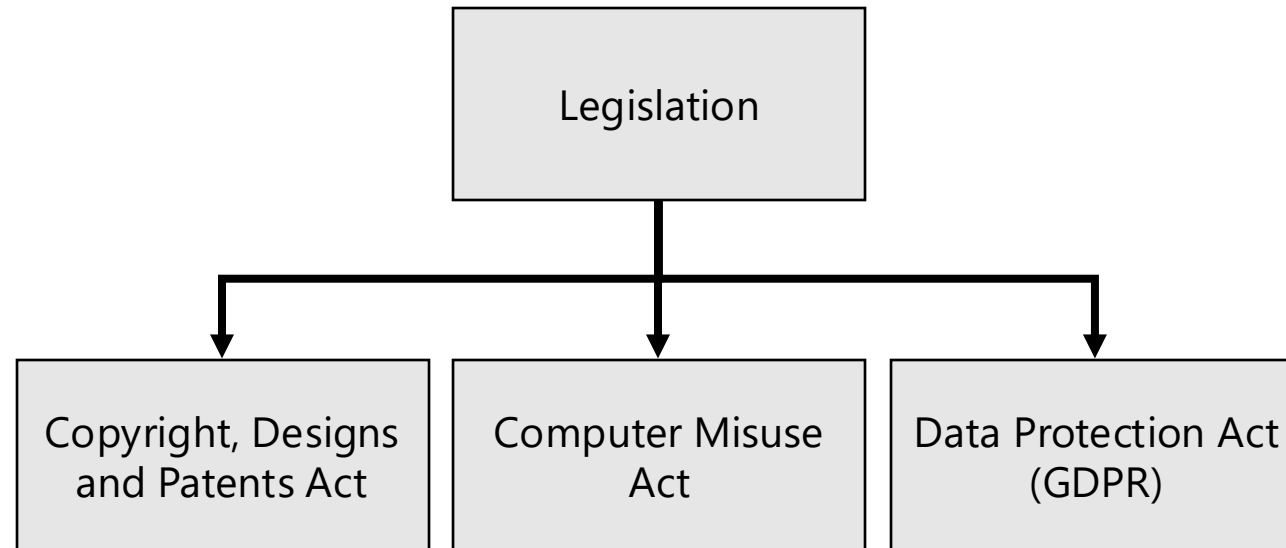 Legislation
Copyright, Designs
and Patents Act
Computer Misuse
Act
Data Protection Act
(GDPR)